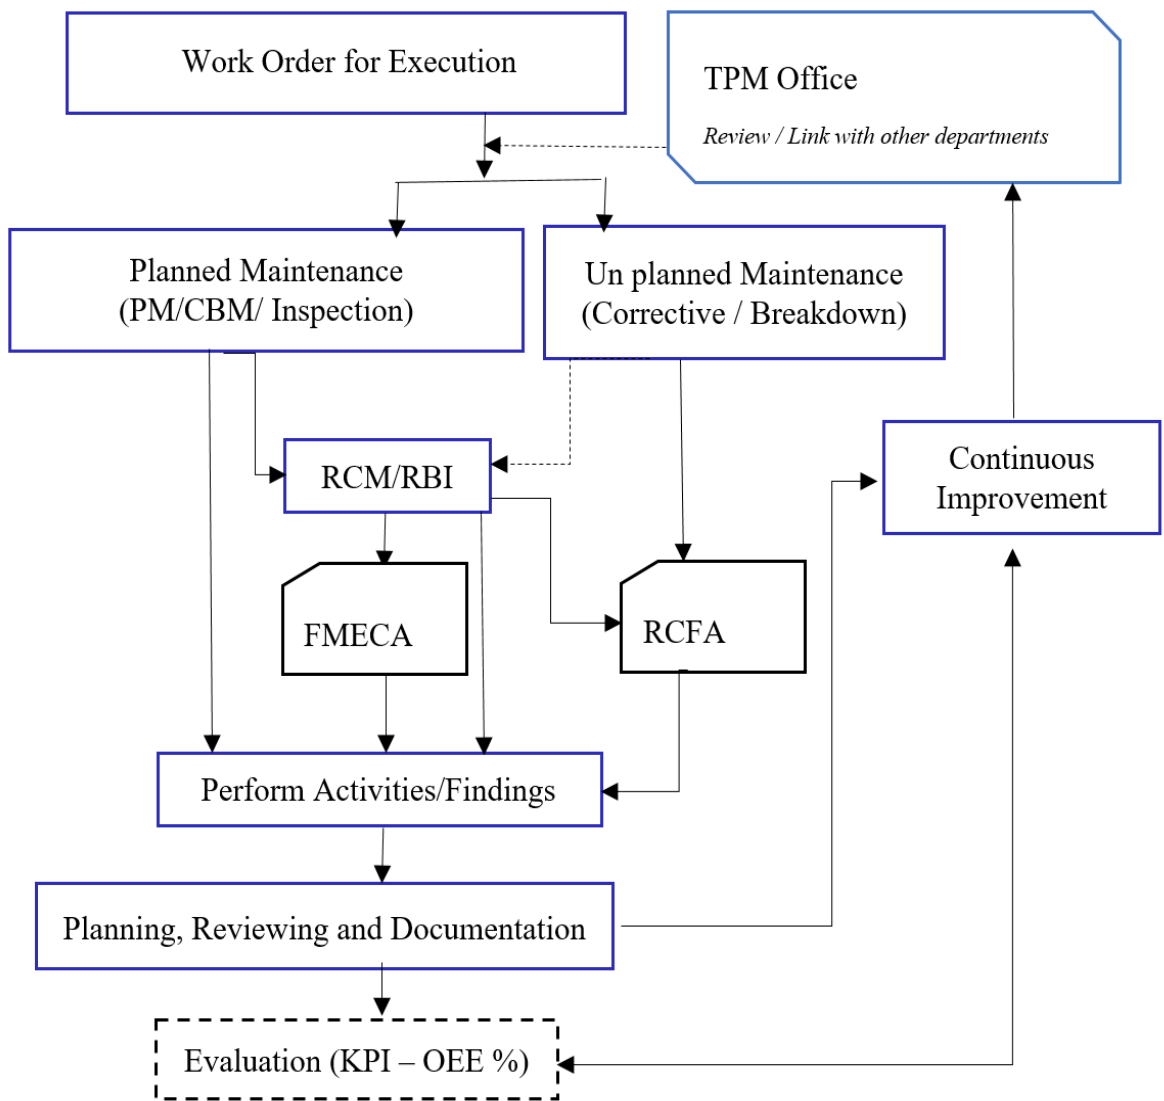 Work Order for Execution
TPM Office
Review / Link with other departments
Planned Maintenance
(PM/CBM/ Inspection)
Un planned Maintenance
(Corrective / Breakdown)
RCM/RBI
Continuous
Improvement
FMECA
RCFA
Perform Activities/Findings
Planning, Reviewing and Documentation
Evaluation (KPI – OEE %)